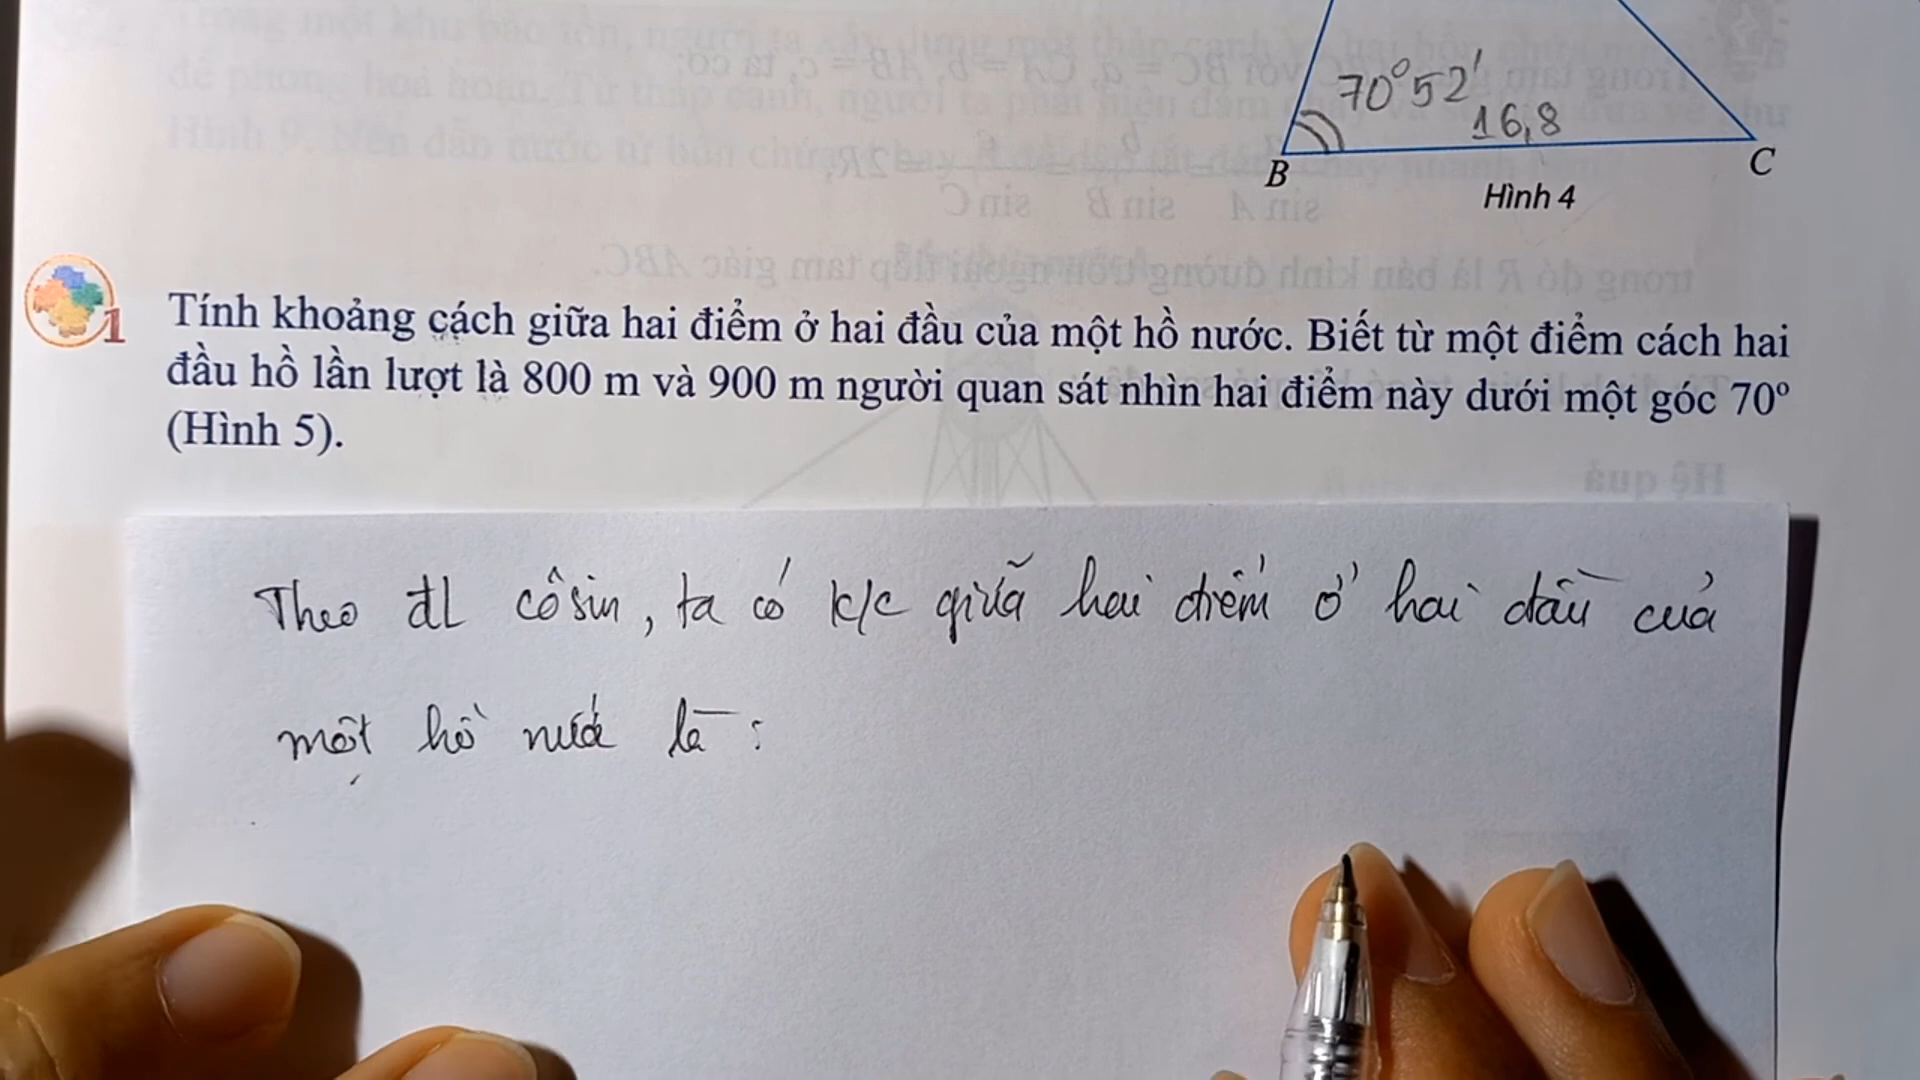 70°52'
16,8
B
C
Hình 4
1
Tính khoảng cách giữa hai điểm ở hai đầu của một hồ nước. Biết từ một điểm cách hai
đầu hồ lần lượt là 800 m và 900 m người quan sát nhìn hai điểm này dưới một góc 70°
(Hình 5).
Theo đL côsin, ta có k/c giữa hai điểm ở hai đầu của
một hồ nước là :